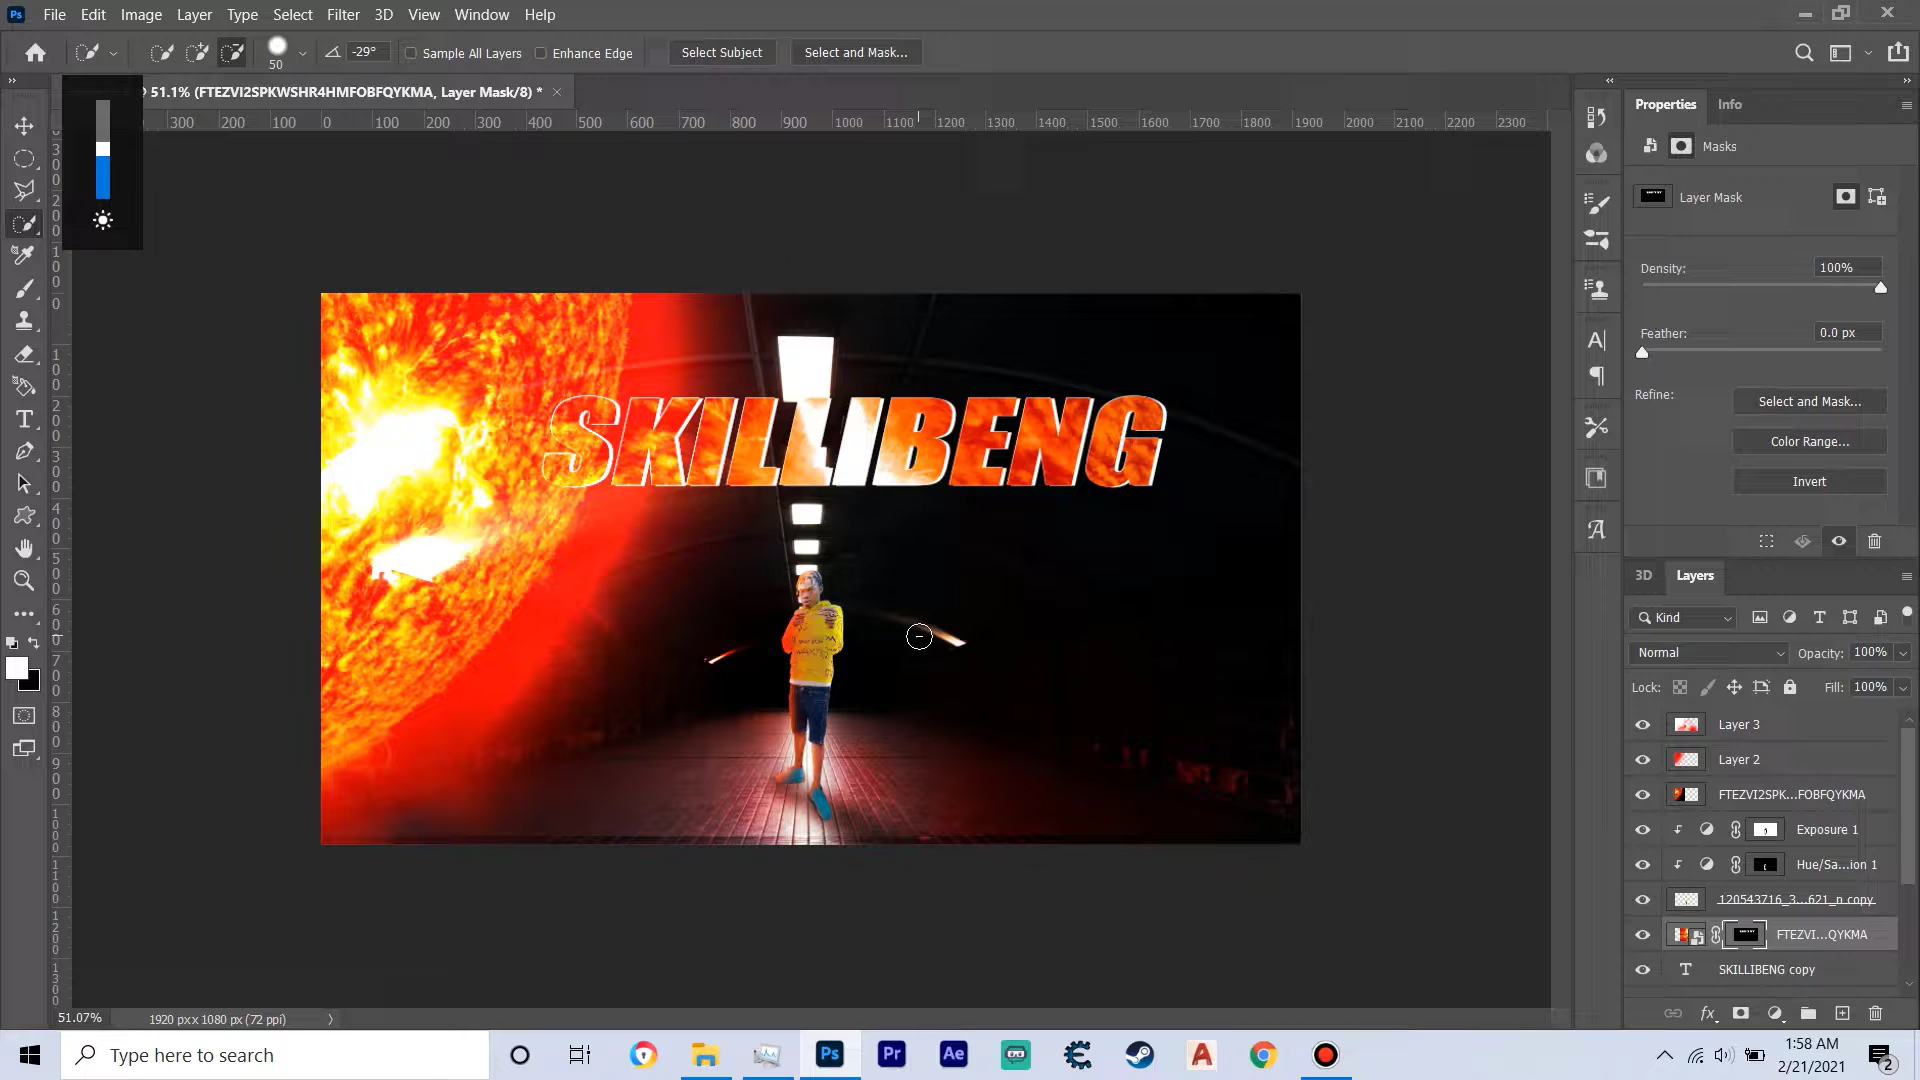 Ps File Edit Image Layer Type Select Filter 3D View Window Help
50 -29° Sample All Layers Enhance Edge Select Subject Select and Mask...
51.1% (FTEZVI2SPKWSHR4HMFOBFQYKMA, Layer Mask/8) *
300 200 100 0 100 200 300 400 500 600 700 800 900 1000 1100 1200 1300 1400 1500 1600 1700 1800 1900 2000 2100 2200 2300
Properties Info
Masks
Layer Mask
Density: 100%
Feather: 0.0 px
Refine: Select and Mask...
Color Range...
Invert
SKILLIBENG
3D Layers
Kind
Normal Opacity: 100%
Lock: Fill: 100%
Layer 3
Layer 2
FTEZVI2SPK...FOBFQYKMA
Exposure 1
Hue/Sa...ion 1
120543716_3...621_n copy
FTEZVI...QYKMA
T SKILLIBENG copy
51.07% 1920 px x 1080 px (72 ppi)
Type here to search
Ps Pr Ae
1:58 AM
2/21/2021
2